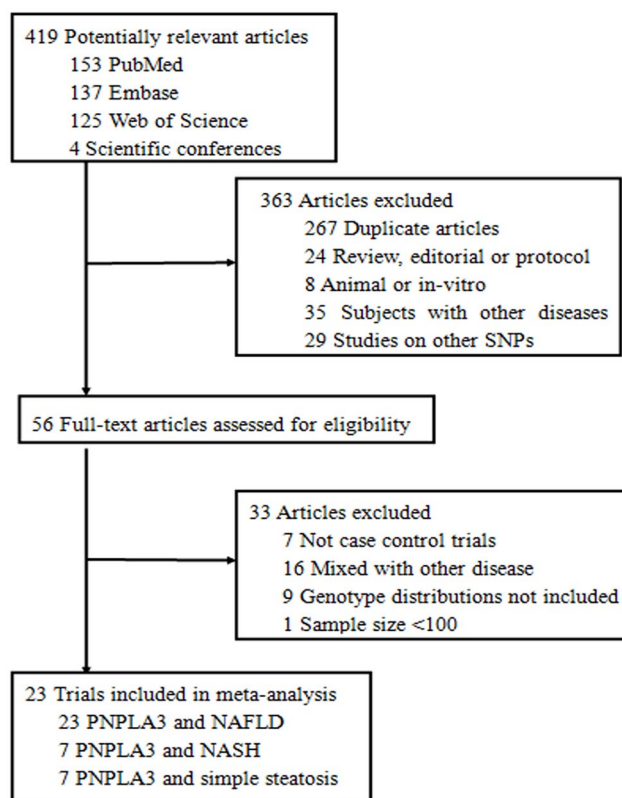 419 Potentially relevant articles
153 PubMed
137 Embase
125 Web of Science
4 Scientific conferences
363 Articles excluded
267 Duplicate articles
24 Review, editorial or protocol
8 Animal or in-vitro
35 Subjects with other diseases
29 Studies on other SNPs
56 Full-text articles assessed for eligibility
33 Articles excluded
7 Not case control trials
16 Mixed with other disease
9 Genotype distributions not included
1 Sample size <100
23 Trials included in meta-analysis
23 PNPLA3 and NAFLD
7 PNPLA3 and NASH
7 PNPLA3 and simple steatosis